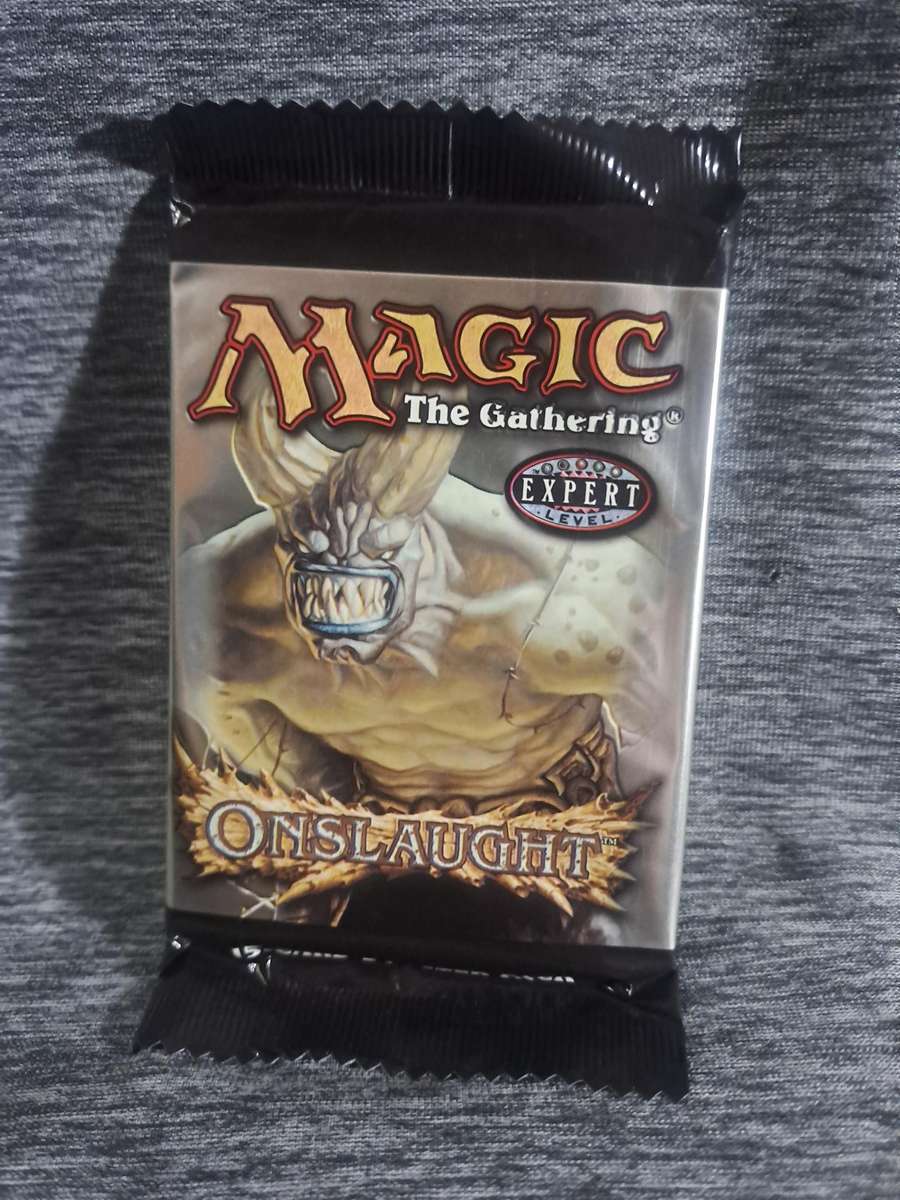 MAGIC
The Gathering®
EXPERT
LEVEL
ONSLAUGHT™